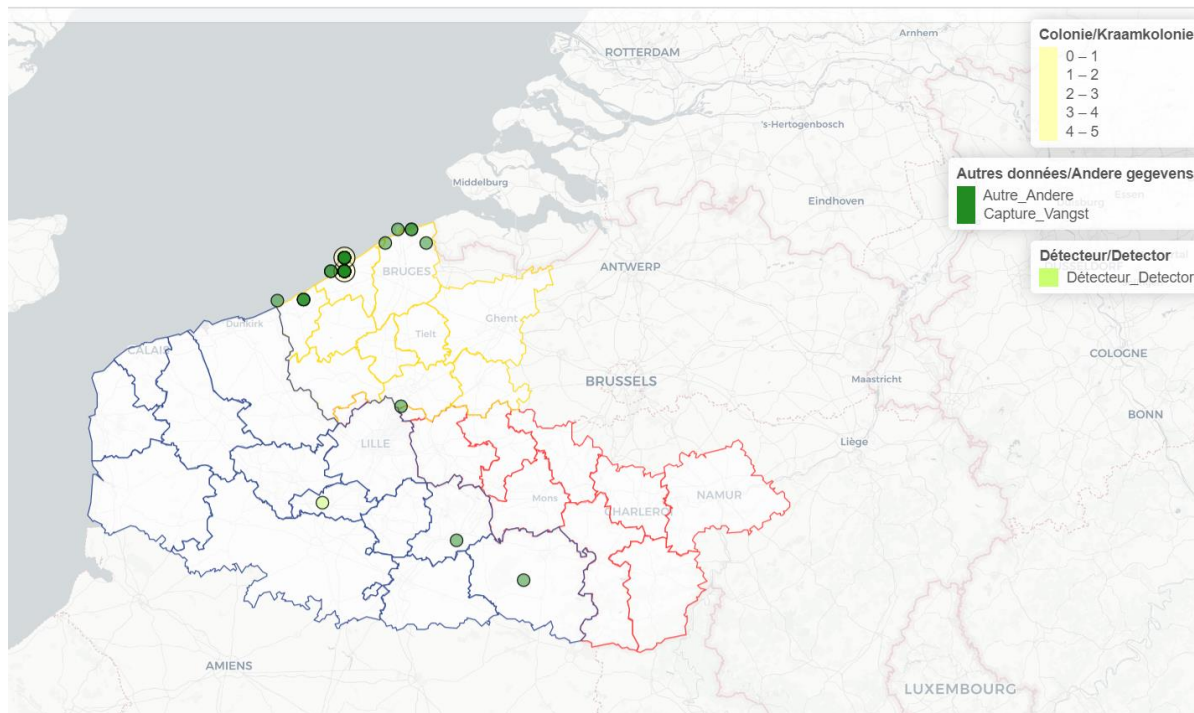 Colonie/Kraamkolonie
0 – 1
1 – 2
2 – 3
3 – 4
4 – 5
Autres données/Andere gegevens
Autre_Andere
Capture_Vangst
Détecteur/Detector
Détecteur_Detector
Arnhem
ROTTERDAM
's-Hertogenbosch
Middelburg
Essen
Eindhoven
BRUGES
ANTWERP
Dunkirk
Tielt
Ghent
CALAIS
COLOGNE
BRUSSELS
Maastricht
BONN
LILLE
Liège
Mons
NAMUR
CHARLERO
AMIENS
LUXEMBOURG